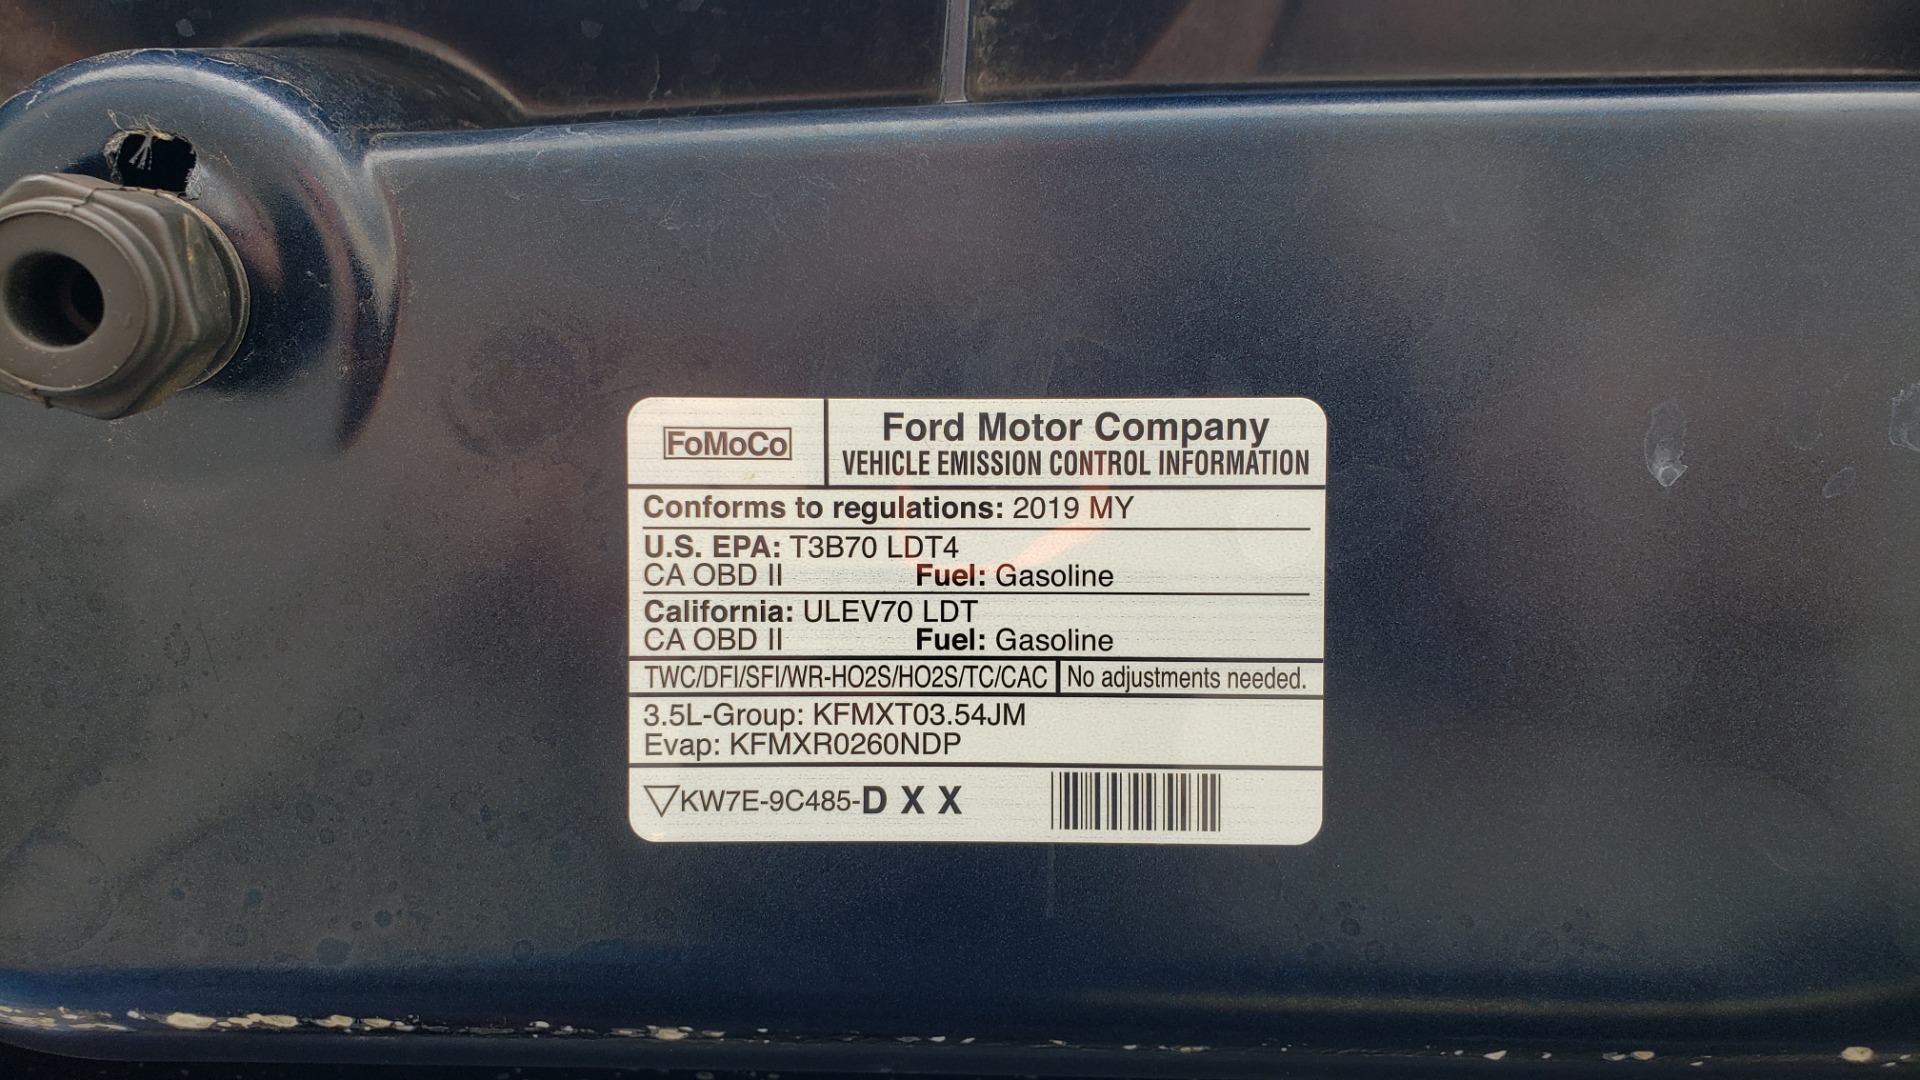 FoMoCo
Ford Motor Company
VEHICLE EMISSION CONTROL INFORMATION
Conforms to regulations: 2019 MY
U.S. EPA: T3B70 LDT4
CA OBD II Fuel: Gasoline
California: ULEV70 LDT
CA OBD II Fuel: Gasoline
TWC/DFI/SFI/WR-HO2S/HO2S/TC/CAC No adjustments needed.
3.5L-Group: KFMXT03.54JM
Evap: KFMXR0260NDP
▽KW7E-9C485-D X X